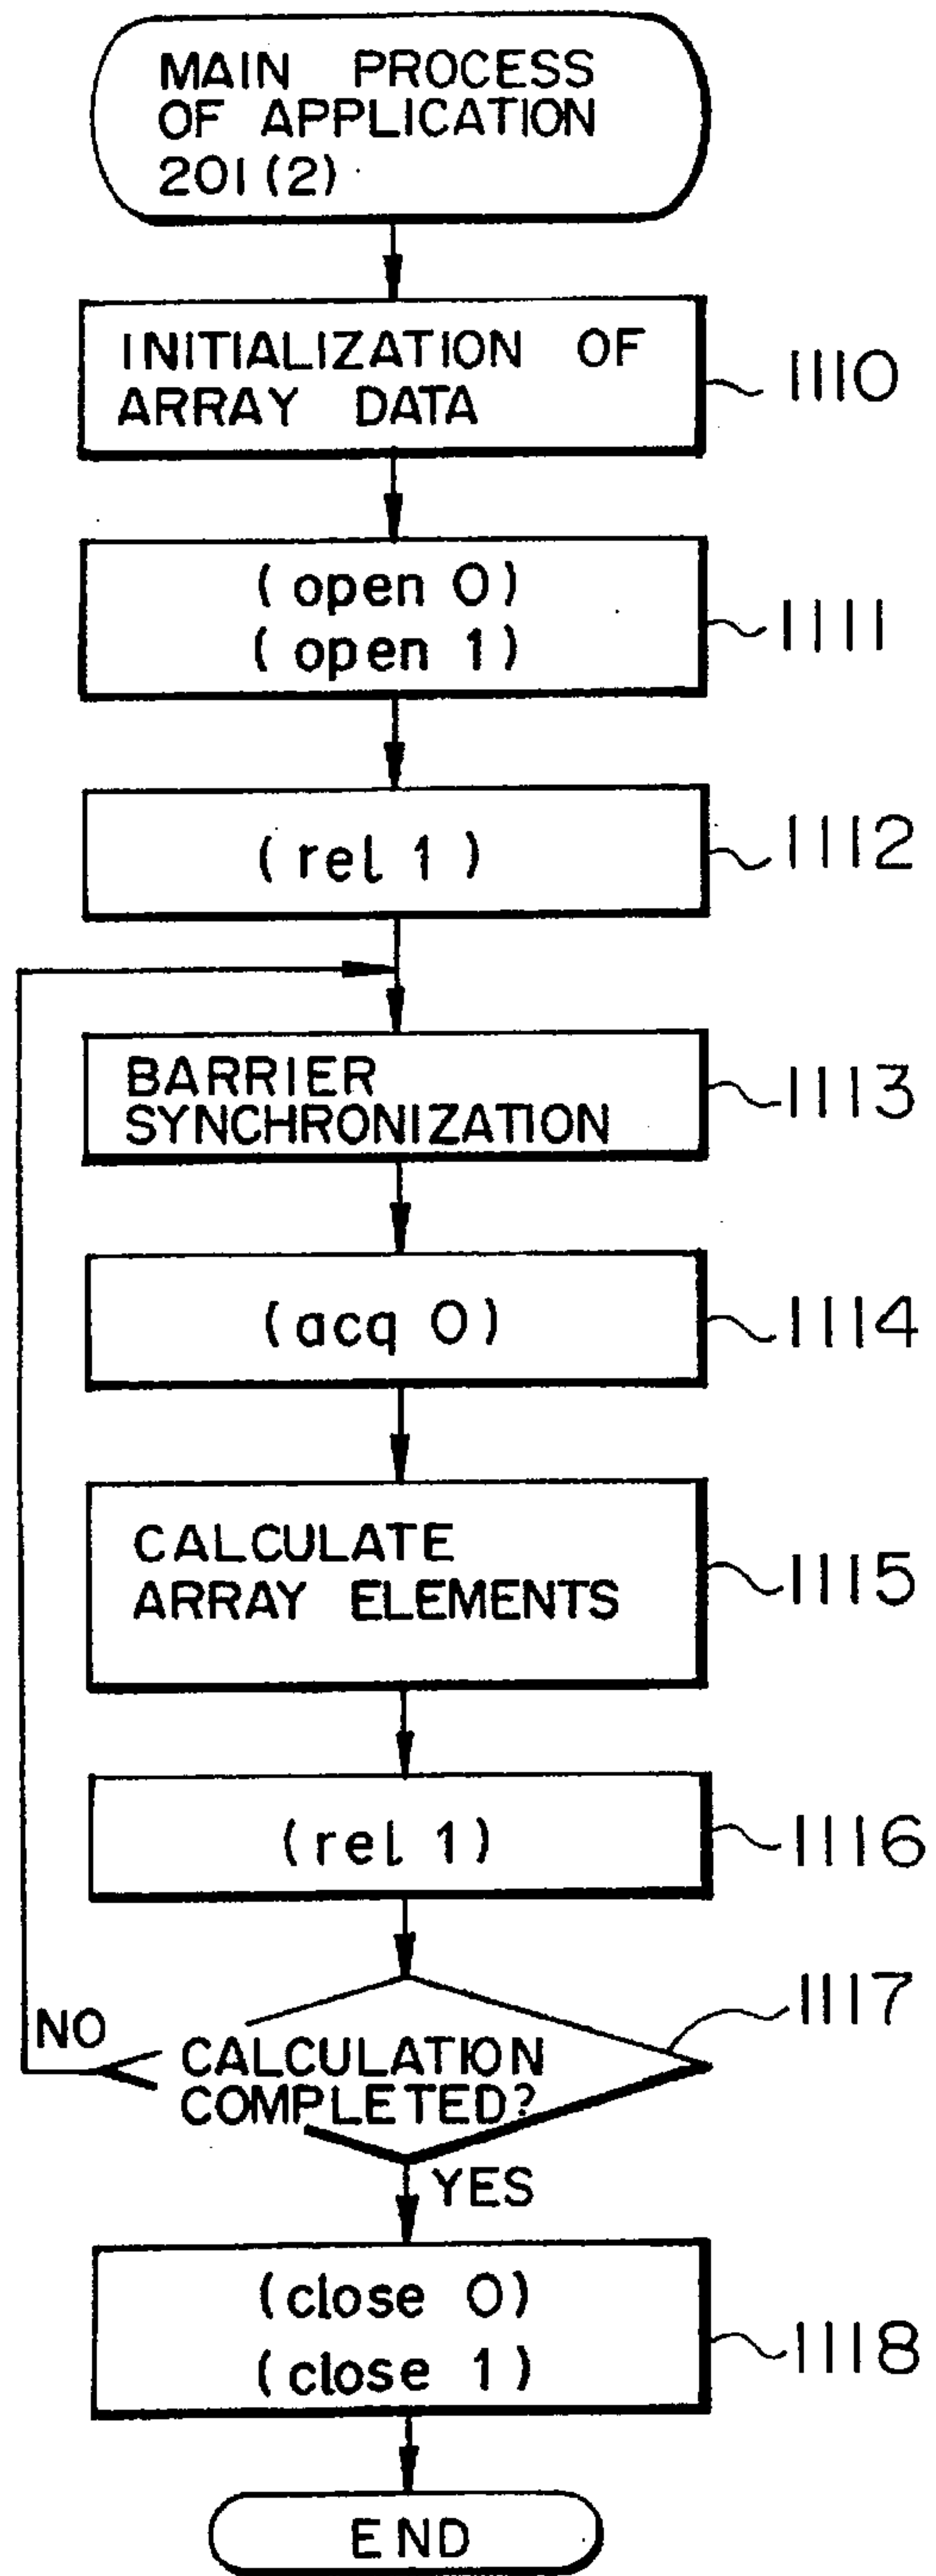 MAIN PROCESS
OF APPLICATION
201(2)
INITIALIZATION OF
ARRAY DATA
1110
(open 0)
(open 1)
1111
(rel 1)
1112
BARRIER
SYNCHRONIZATION
1113
(acq 0)
1114
CALCULATE
ARRAY ELEMENTS
1115
(rel 1)
1116
1117
NO
CALCULATION
COMPLETED?
YES
(close 0)
(close 1)
1118
END